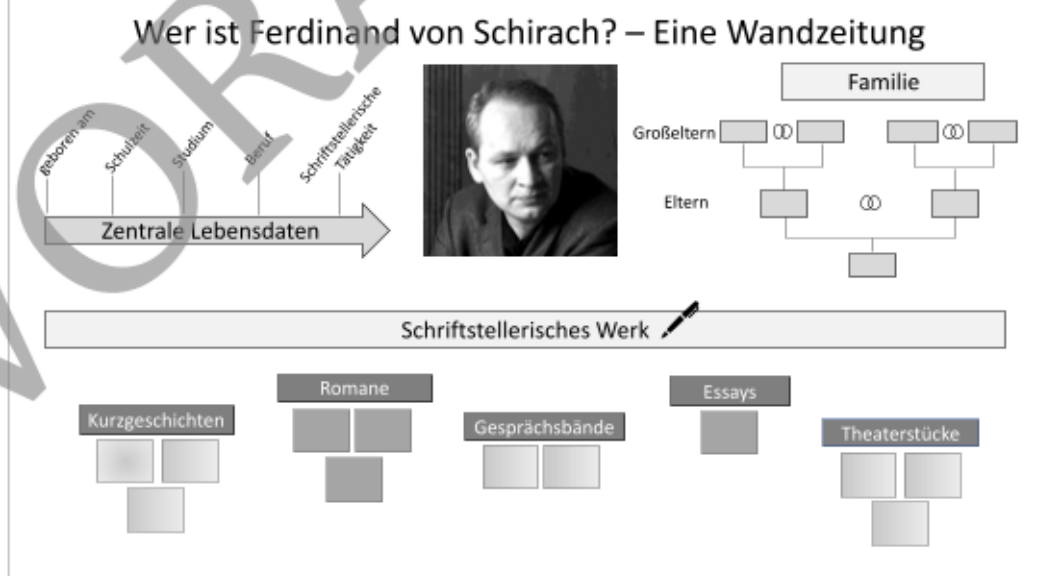 Wer ist Ferdinand von Schirach? – Eine Wandzeitung
geboren am
Schulzeit
Studium
Beruf
Schriftstellerische
Tätigkeit
Zentrale Lebensdaten
Familie
Großeltern
Eltern
Schriftstellerisches Werk
Kurzgeschichten
Romane
Gesprächsbände
Essays
Theaterstücke